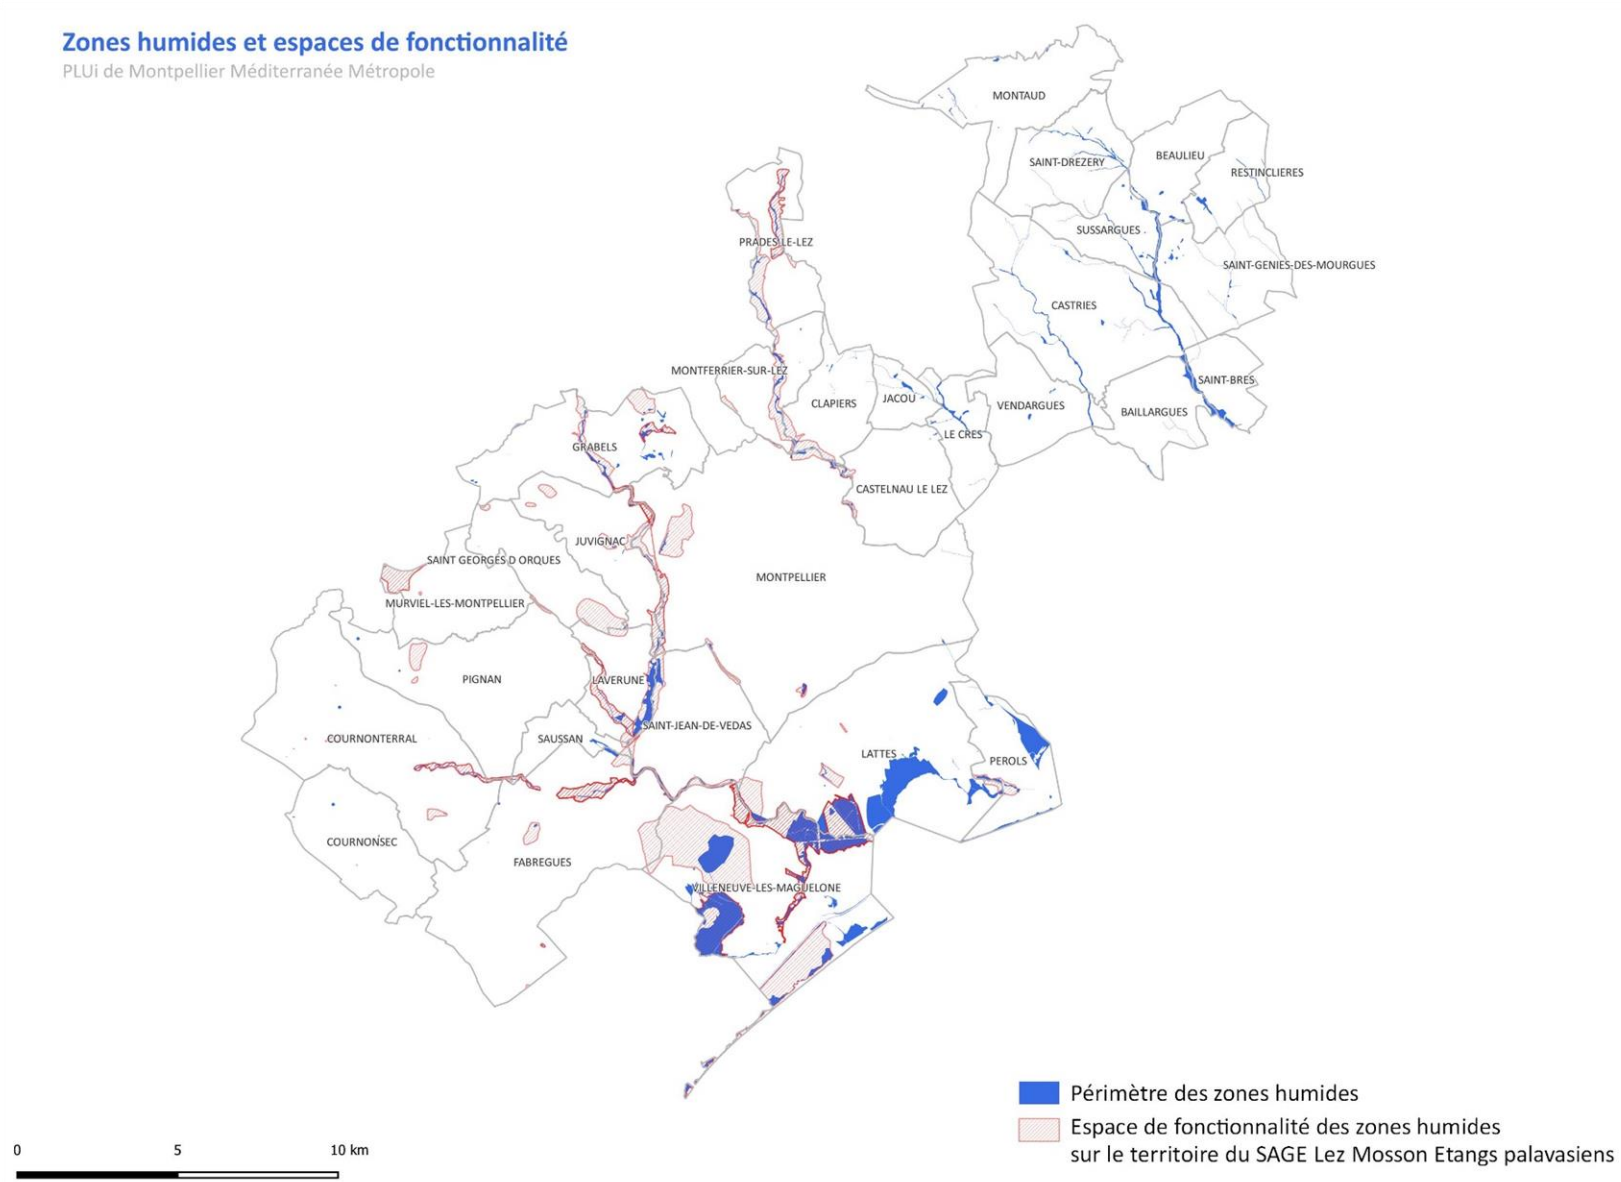 Zones humides et espaces de fonctionnalité
PLUi de Montpellier Méditerranée Métropole
MONTAUD
SAINT-DREZERY
BEAULIEU
RESTINCLIERES
SUSSARGUES
PRADES-LE-LEZ
SAINT-GENIES-DES-MOURGUES
CASTRIES
MONTFERRIER-SUR-LEZ
SAINT-BRES
CLAPIERS
JACOU
VENDARGUES
BAILLARGUES
LE CRES
GRABELS
CASTELNAU LE LEZ
JUVIGNAC
SAINT GEORGES D ORQUES
MONTPELLIER
MURVIEL-LES-MONTPELLIER
PIGNAN
LAVERUNE
SAINT-JEAN-DE-VEDAS
COURNONTERRAL
SAUSSAN
LATTES
PEROLS
COURNONSEC
FABREGUES
VILLENEUVE-LES-MAGUELONE
Périmètre des zones humides
Espace de fonctionnalité des zones humides
sur le territoire du SAGE Lez Mosson Etangs palavasiens
0 5 10 km